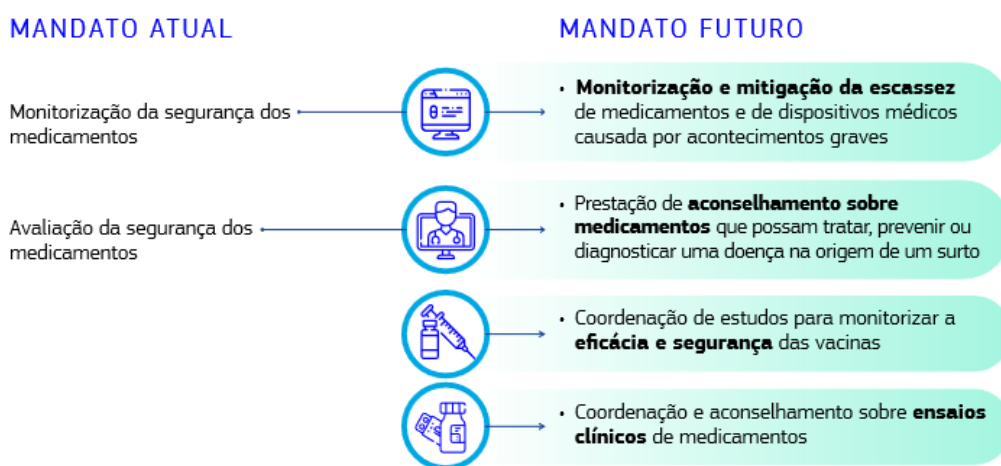 MANDATO ATUAL
MANDATO FUTURO
Monitorização da segurança dos
medicamentos
• Monitorização e mitigação da escassez
de medicamentos e de dispositivos médicos
causada por acontecimentos graves
Avaliação da segurança dos
medicamentos
• Prestação de aconselhamento sobre
medicamentos que possam tratar, prevenir ou
diagnosticar uma doença na origem de um surto
• Coordenação de estudos para monitorizar a
eficácia e segurança das vacinas
• Coordenação e aconselhamento sobre ensaios
clínicos de medicamentos